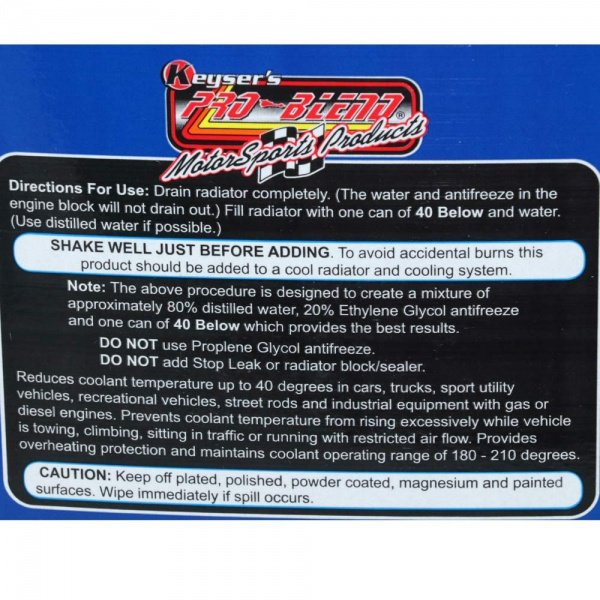 Keyser's
PRO-BLEND®
MotorSports Products
Directions For Use: Drain radiator completely. (The water and antifreeze in the
engine block will not drain out.) Fill radiator with one can of 40 Below and water.
(Use distilled water if possible.)
SHAKE WELL JUST BEFORE ADDING. To avoid accidental burns this
product should be added to a cool radiator and cooling system.
Note: The above procedure is designed to create a mixture of
approximately 80% distilled water, 20% Ethylene Glycol antifreeze
and one can of 40 Below which provides the best results.
DO NOT use Proplene Glycol antifreeze.
DO NOT add Stop Leak or radiator block/sealer.
Reduces coolant temperature up to 40 degrees in cars, trucks, sport utility
vehicles, recreational vehicles, street rods and industrial equipment with gas or
diesel engines. Prevents coolant temperature from rising excessively while vehicle
is towing, climbing, sitting in traffic or running with restricted air flow. Provides
overheating protection and maintains coolant operating range of 180 - 210 degrees.
CAUTION: Keep off plated, polished, powder coated, magnesium and painted
surfaces. Wipe immediately if spill occurs.